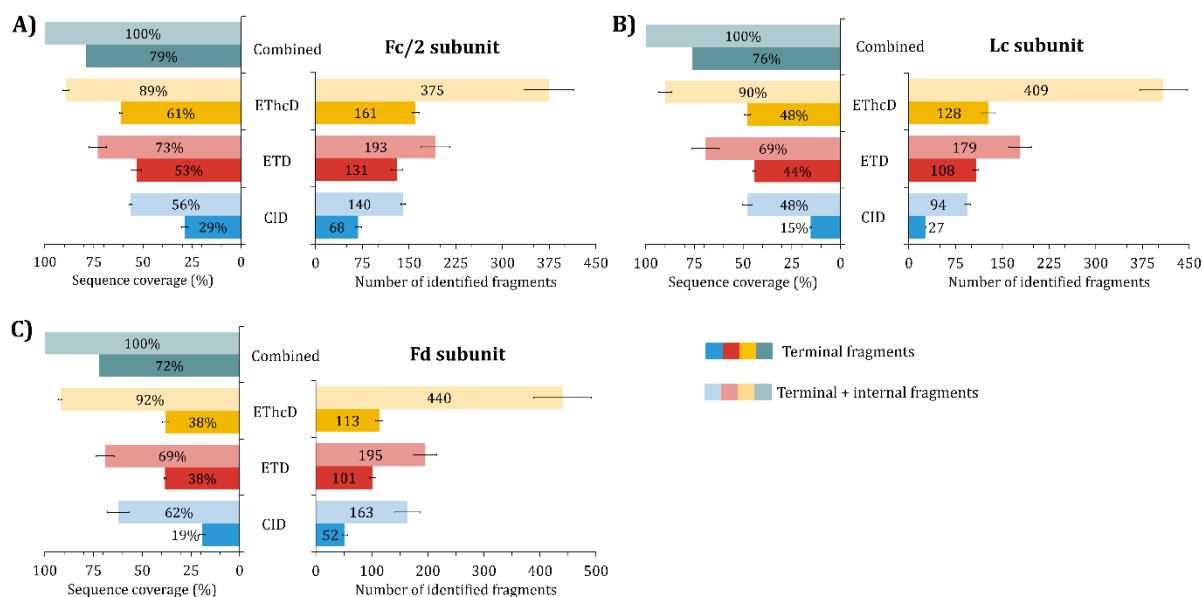 A)
Fc/2 subunit
100%
79%
Combined
89%
61%
EThcD
375
161
73%
53%
ETD
193
131
56%
29%
CID
140
68
100 75 50 25 0
Sequence coverage (%)
0 75 150 225 300 375 450
Number of identified fragments
B)
Lc subunit
100%
76%
Combined
90%
48%
EThcD
409
128
69%
44%
ETD
179
108
48%
15%
CID
94
27
100 75 50 25 0
Sequence coverage (%)
0 75 150 225 300 375 450
Number of identified fragments
C)
Fd subunit
100%
72%
Combined
92%
38%
EThcD
440
113
69%
38%
ETD
195
101
62%
19%
CID
163
52
100 75 50 25 0
Sequence coverage (%)
0 100 200 300 400 500
Number of identified fragments
Terminal fragments
Terminal + internal fragments